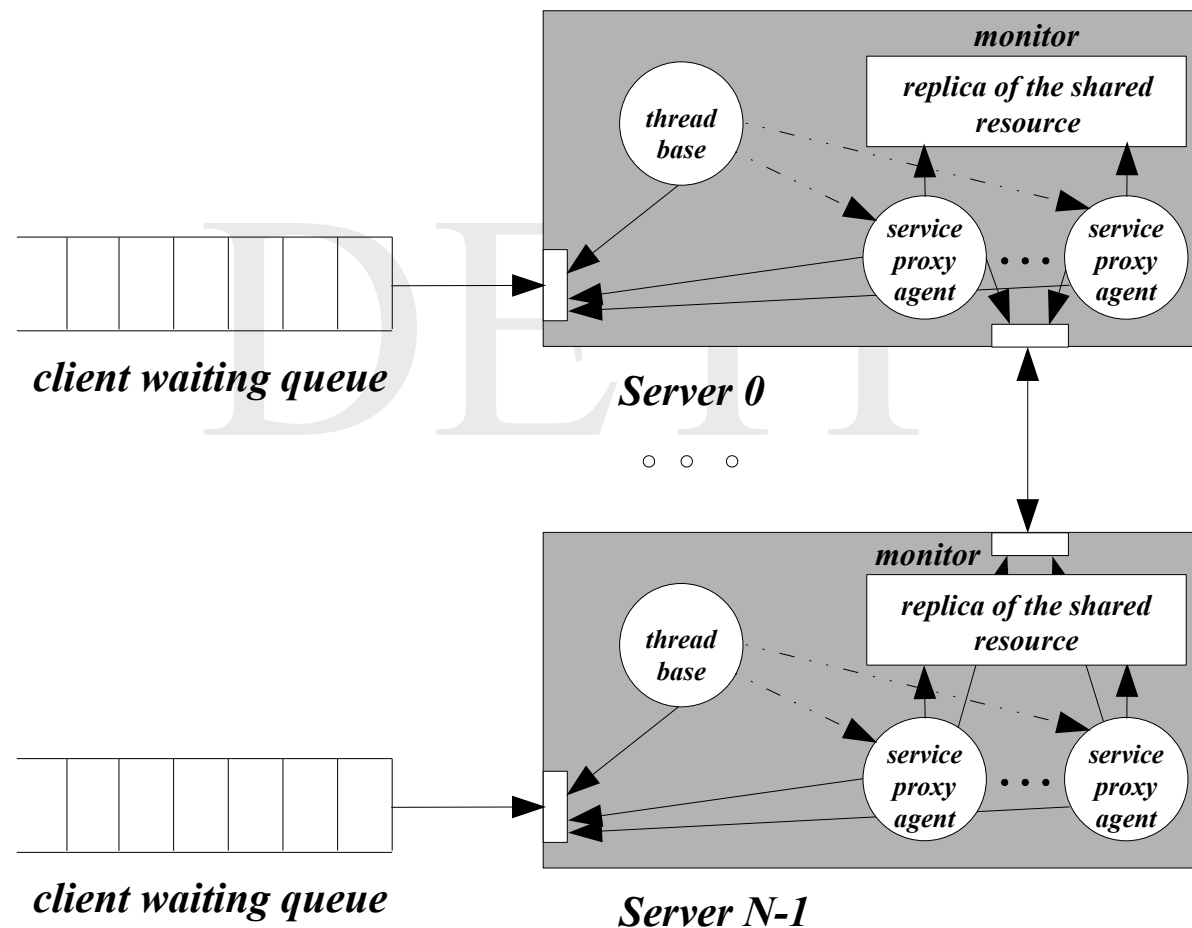 monitor
replica of the shared
resource
thread
base
service
proxy
agent
service
proxy
agent
client waiting queue
Server 0
DETI
monitor
replica of the shared
resource
thread
base
service
proxy
agent
service
proxy
agent
client waiting queue
Server N-1